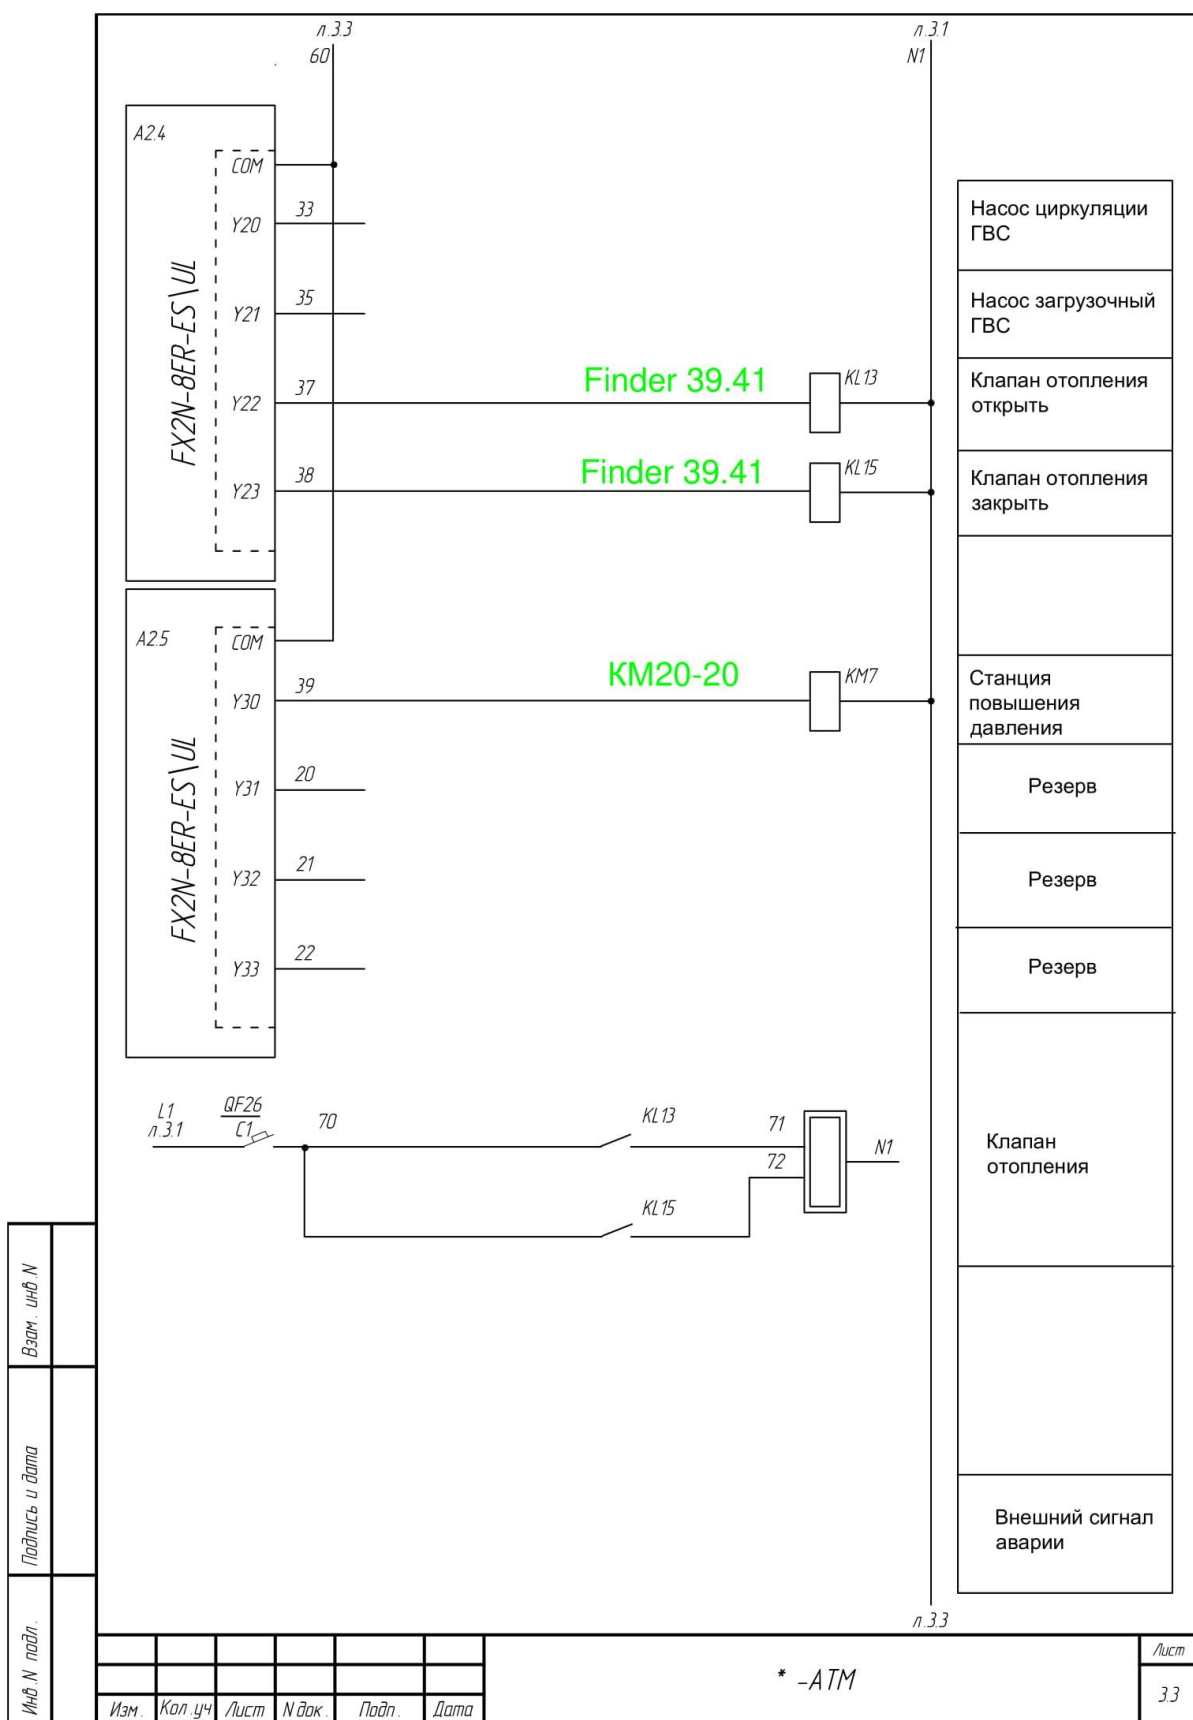 л.3.3
л.3.1
60
N1
A2.4
COM
33
Y20
Насос циркуляции
ГВС
35
Y21
Насос загрузочный
ГВС
FX2N-8ER-ES\UL
37
Y22
Finder 39.41
KL13
Клапан отопления
открыть
38
Y23
Finder 39.41
KL15
Клапан отопления
закрыть
A2.5
COM
39
Y30
КМ20-20
KM7
Станция
повышения
давления
20
Y31
Резерв
FX2N-8ER-ES\UL
21
Y32
Резерв
22
Y33
Резерв
L1
л.3.1
QF26
C1
70
KL13
71
72
N1
KL15
Клапан
отопления
Внешний сигнал
аварии
л.3.3
Взам. инв.N
Подпись и дата
Инв.N подл.
Изм.
Кол.уч
Лист
N док.
Подп.
Дата
* -АТМ
Лист
3.3